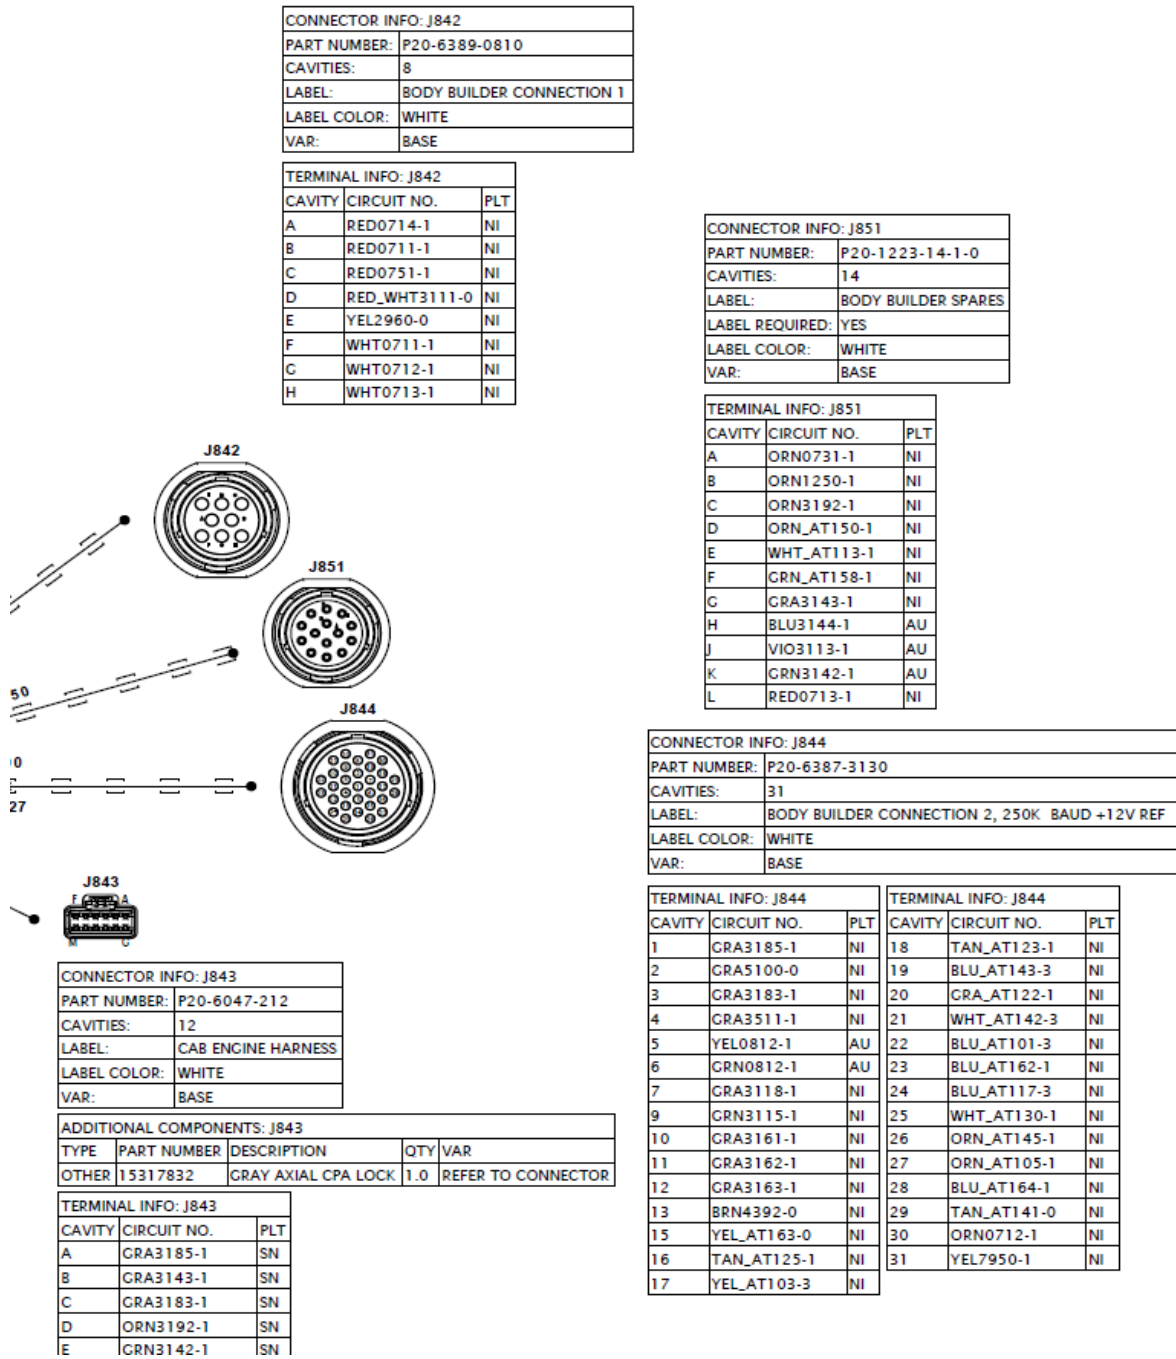 CONNECTOR INFO: J842
PART NUMBER: P20-6389-0810
CAVITIES: 8
LABEL: BODY BUILDER CONNECTION 1
LABEL COLOR: WHITE
VAR: BASE
TERMINAL INFO: J842
CAVITY CIRCUIT NO. PLT
A RED0714-1 NI
B RED0711-1 NI
C RED0751-1 NI
D RED_WHT3111-0 NI
E YEL2960-0 NI
F WHT0711-1 NI
G WHT0712-1 NI
H WHT0713-1 NI
CONNECTOR INFO: J851
PART NUMBER: P20-1223-14-1-0
CAVITIES: 14
LABEL: BODY BUILDER SPARES
LABEL REQUIRED: YES
LABEL COLOR: WHITE
VAR: BASE
TERMINAL INFO: J851
CAVITY CIRCUIT NO. PLT
A ORN0731-1 NI
B ORN1250-1 NI
C ORN3192-1 NI
D ORN_AT150-1 NI
E WHT_AT113-1 NI
F GRN_AT158-1 NI
G GRA3143-1 NI
H BLU3144-1 AU
J VIO3113-1 AU
K GRN3142-1 AU
L RED0713-1 NI
J842
J851
50
J844
0
27
J843
F A
M G
CONNECTOR INFO: J844
PART NUMBER: P20-6387-3130
CAVITIES: 31
LABEL: BODY BUILDER CONNECTION 2, 250K BAUD +12V REF
LABEL COLOR: WHITE
VAR: BASE
TERMINAL INFO: J844
CAVITY CIRCUIT NO. PLT
1 GRA3185-1 NI
2 GRA5100-0 NI
3 GRA3183-1 NI
4 GRA3511-1 NI
5 YEL0812-1 AU
6 GRN0812-1 AU
7 GRA3118-1 NI
9 GRN3115-1 NI
10 GRA3161-1 NI
11 GRA3162-1 NI
12 GRA3163-1 NI
13 BRN4392-0 NI
15 YEL_AT163-0 NI
16 TAN_AT125-1 NI
17 YEL_AT103-3 NI
TERMINAL INFO: J844
CAVITY CIRCUIT NO. PLT
18 TAN_AT123-1 NI
19 BLU_AT143-3 NI
20 GRA_AT122-1 NI
21 WHT_AT142-3 NI
22 BLU_AT101-3 NI
23 BLU_AT162-1 NI
24 BLU_AT117-3 NI
25 WHT_AT130-1 NI
26 ORN_AT145-1 NI
27 ORN_AT105-1 NI
28 BLU_AT164-1 NI
29 TAN_AT141-0 NI
30 ORN0712-1 NI
31 YEL7950-1 NI
CONNECTOR INFO: J843
PART NUMBER: P20-6047-212
CAVITIES: 12
LABEL: CAB ENGINE HARNESS
LABEL COLOR: WHITE
VAR: BASE
ADDITIONAL COMPONENTS: J843
TYPE PART NUMBER DESCRIPTION QTY VAR
OTHER 15317832 GRAY AXIAL CPA LOCK 1.0 REFER TO CONNECTOR
TERMINAL INFO: J843
CAVITY CIRCUIT NO. PLT
A GRA3185-1 SN
B GRA3143-1 SN
C GRA3183-1 SN
D ORN3192-1 SN
E GRN3142-1 SN